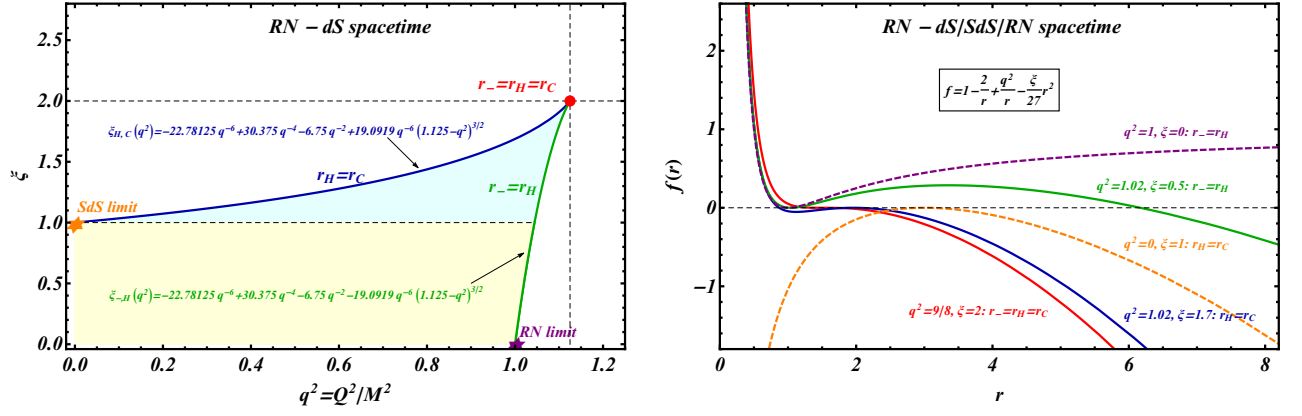 RN − dS spacetime
2.5
2.0
1.5
1.0
0.5
0.0
ξ
r₋=r_H=r_C
ξ_{H,C}(q²)=−22.78125 q⁻⁶+30.375 q⁻⁴−6.75 q⁻²+19.0919 q⁻⁶(1.125−q²)^{3/2}
r_H=r_C
r₋=r_H
SdS limit
ξ_{−,H}(q²)=−22.78125 q⁻⁶+30.375 q⁻⁴−6.75 q⁻²−19.0919 q⁻⁶(1.125−q²)^{3/2}
RN limit
0.0 0.2 0.4 0.6 0.8 1.0 1.2
q²=Q²/M²
RN − dS/SdS/RN spacetime
2
1
0
−1
f(r)
f=1−2/r+q²/r−ξ/27 r²
q²=1, ξ=0: r₋=r_H
q²=1.02, ξ=0.5: r₋=r_H
q²=0, ξ=1: r_H=r_C
q²=9/8, ξ=2: r₋=r_H=r_C
q²=1.02, ξ=1.7: r_H=r_C
0 2 4 6 8
r